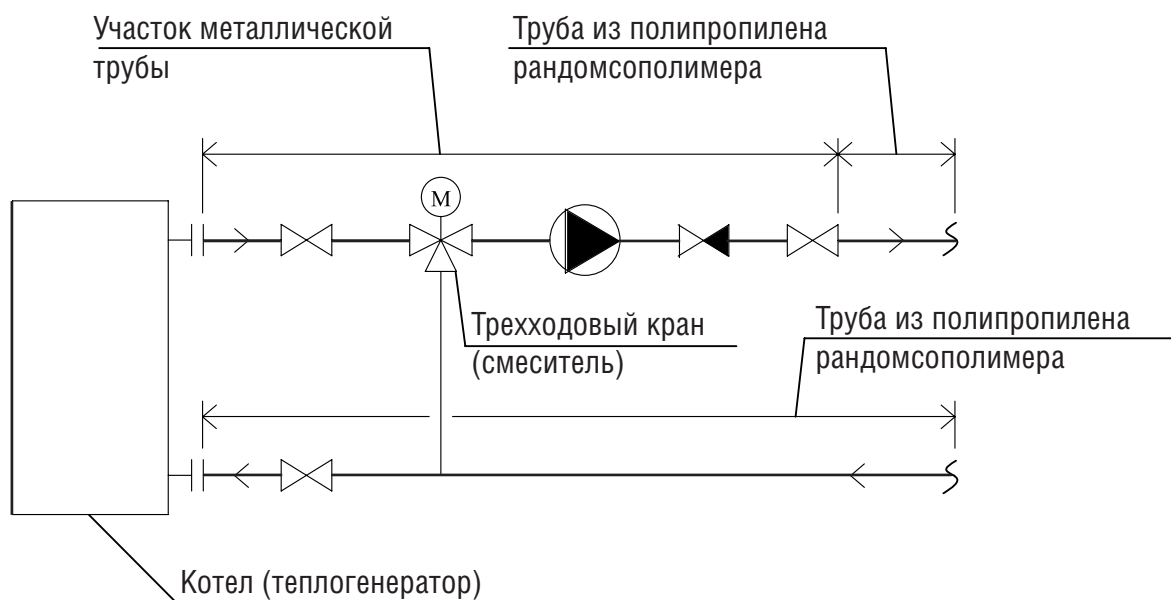 Участок металлической
трубы
Труба из полипропилена
рандомсополимера
М
Трехходовый кран
(смеситель)
Труба из полипропилена
рандомсополимера
Котел (теплогенератор)